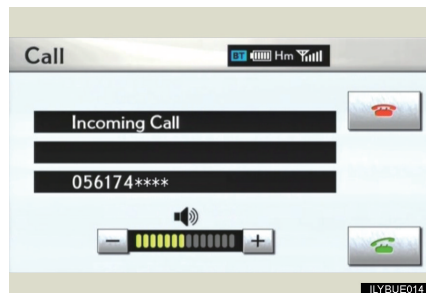 Call
BT Hm
Incoming Call
056174****
- +
ILYBUE014